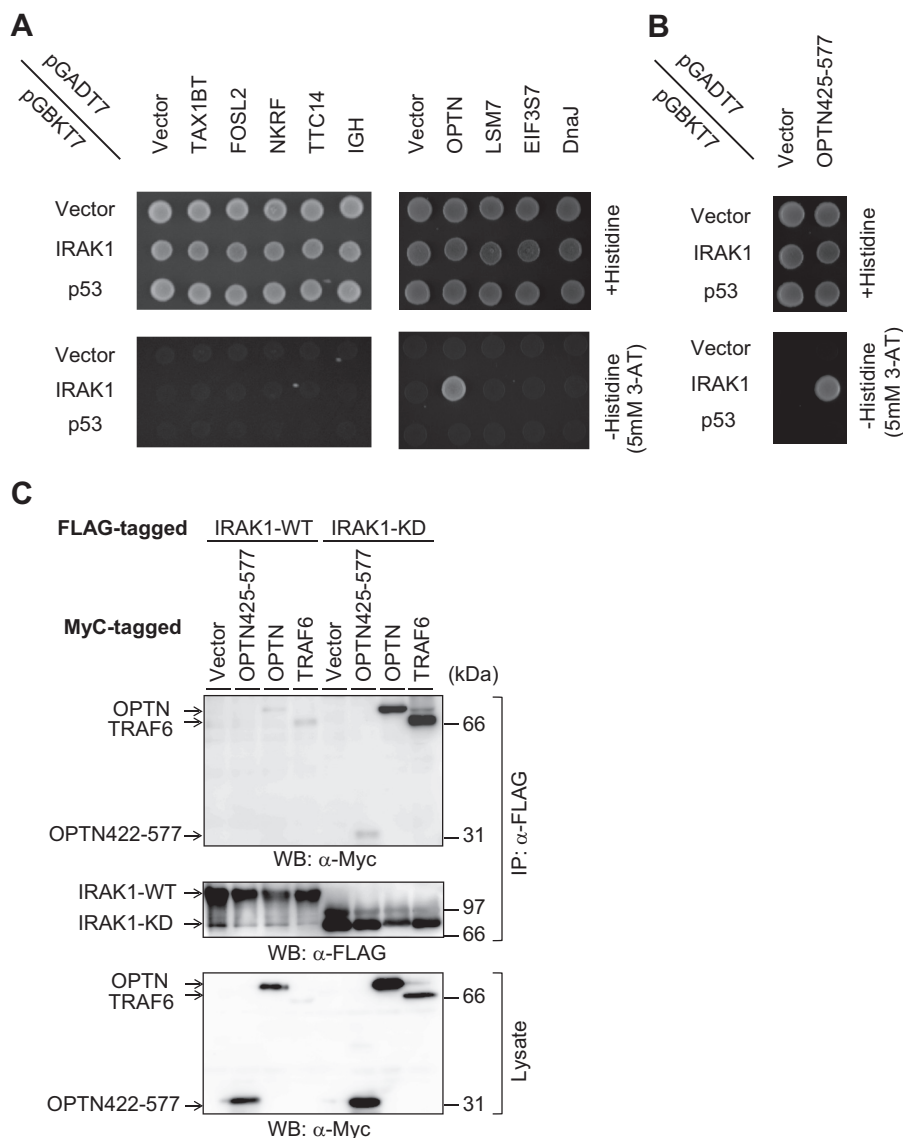 A
pGADT7
pGBKT7
Vector
TAX1BT
FOSL2
NKRF
TTC14
IGH
Vector
OPTN
LSM7
EIF3S7
DnaJ
Vector
IRAK1
p53
+Histidine
Vector
IRAK1
p53
-Histidine
(5mM 3-AT)
B
pGADT7
pGBKT7
Vector
OPTN425-577
Vector
IRAK1
p53
+Histidine
Vector
IRAK1
p53
-Histidine
(5mM 3-AT)
C
FLAG-tagged IRAK1-WT IRAK1-KD
MyC-tagged
Vector
OPTN425-577
OPTN
TRAF6
Vector
OPTN425-577
OPTN
TRAF6
(kDa)
OPTN
TRAF6
66
OPTN422-577
31
WB: α-Myc
IRAK1-WT
97
IRAK1-KD
66
WB: α-FLAG
IP: α-FLAG
OPTN
TRAF6
66
OPTN422-577
31
WB: α-Myc
Lysate